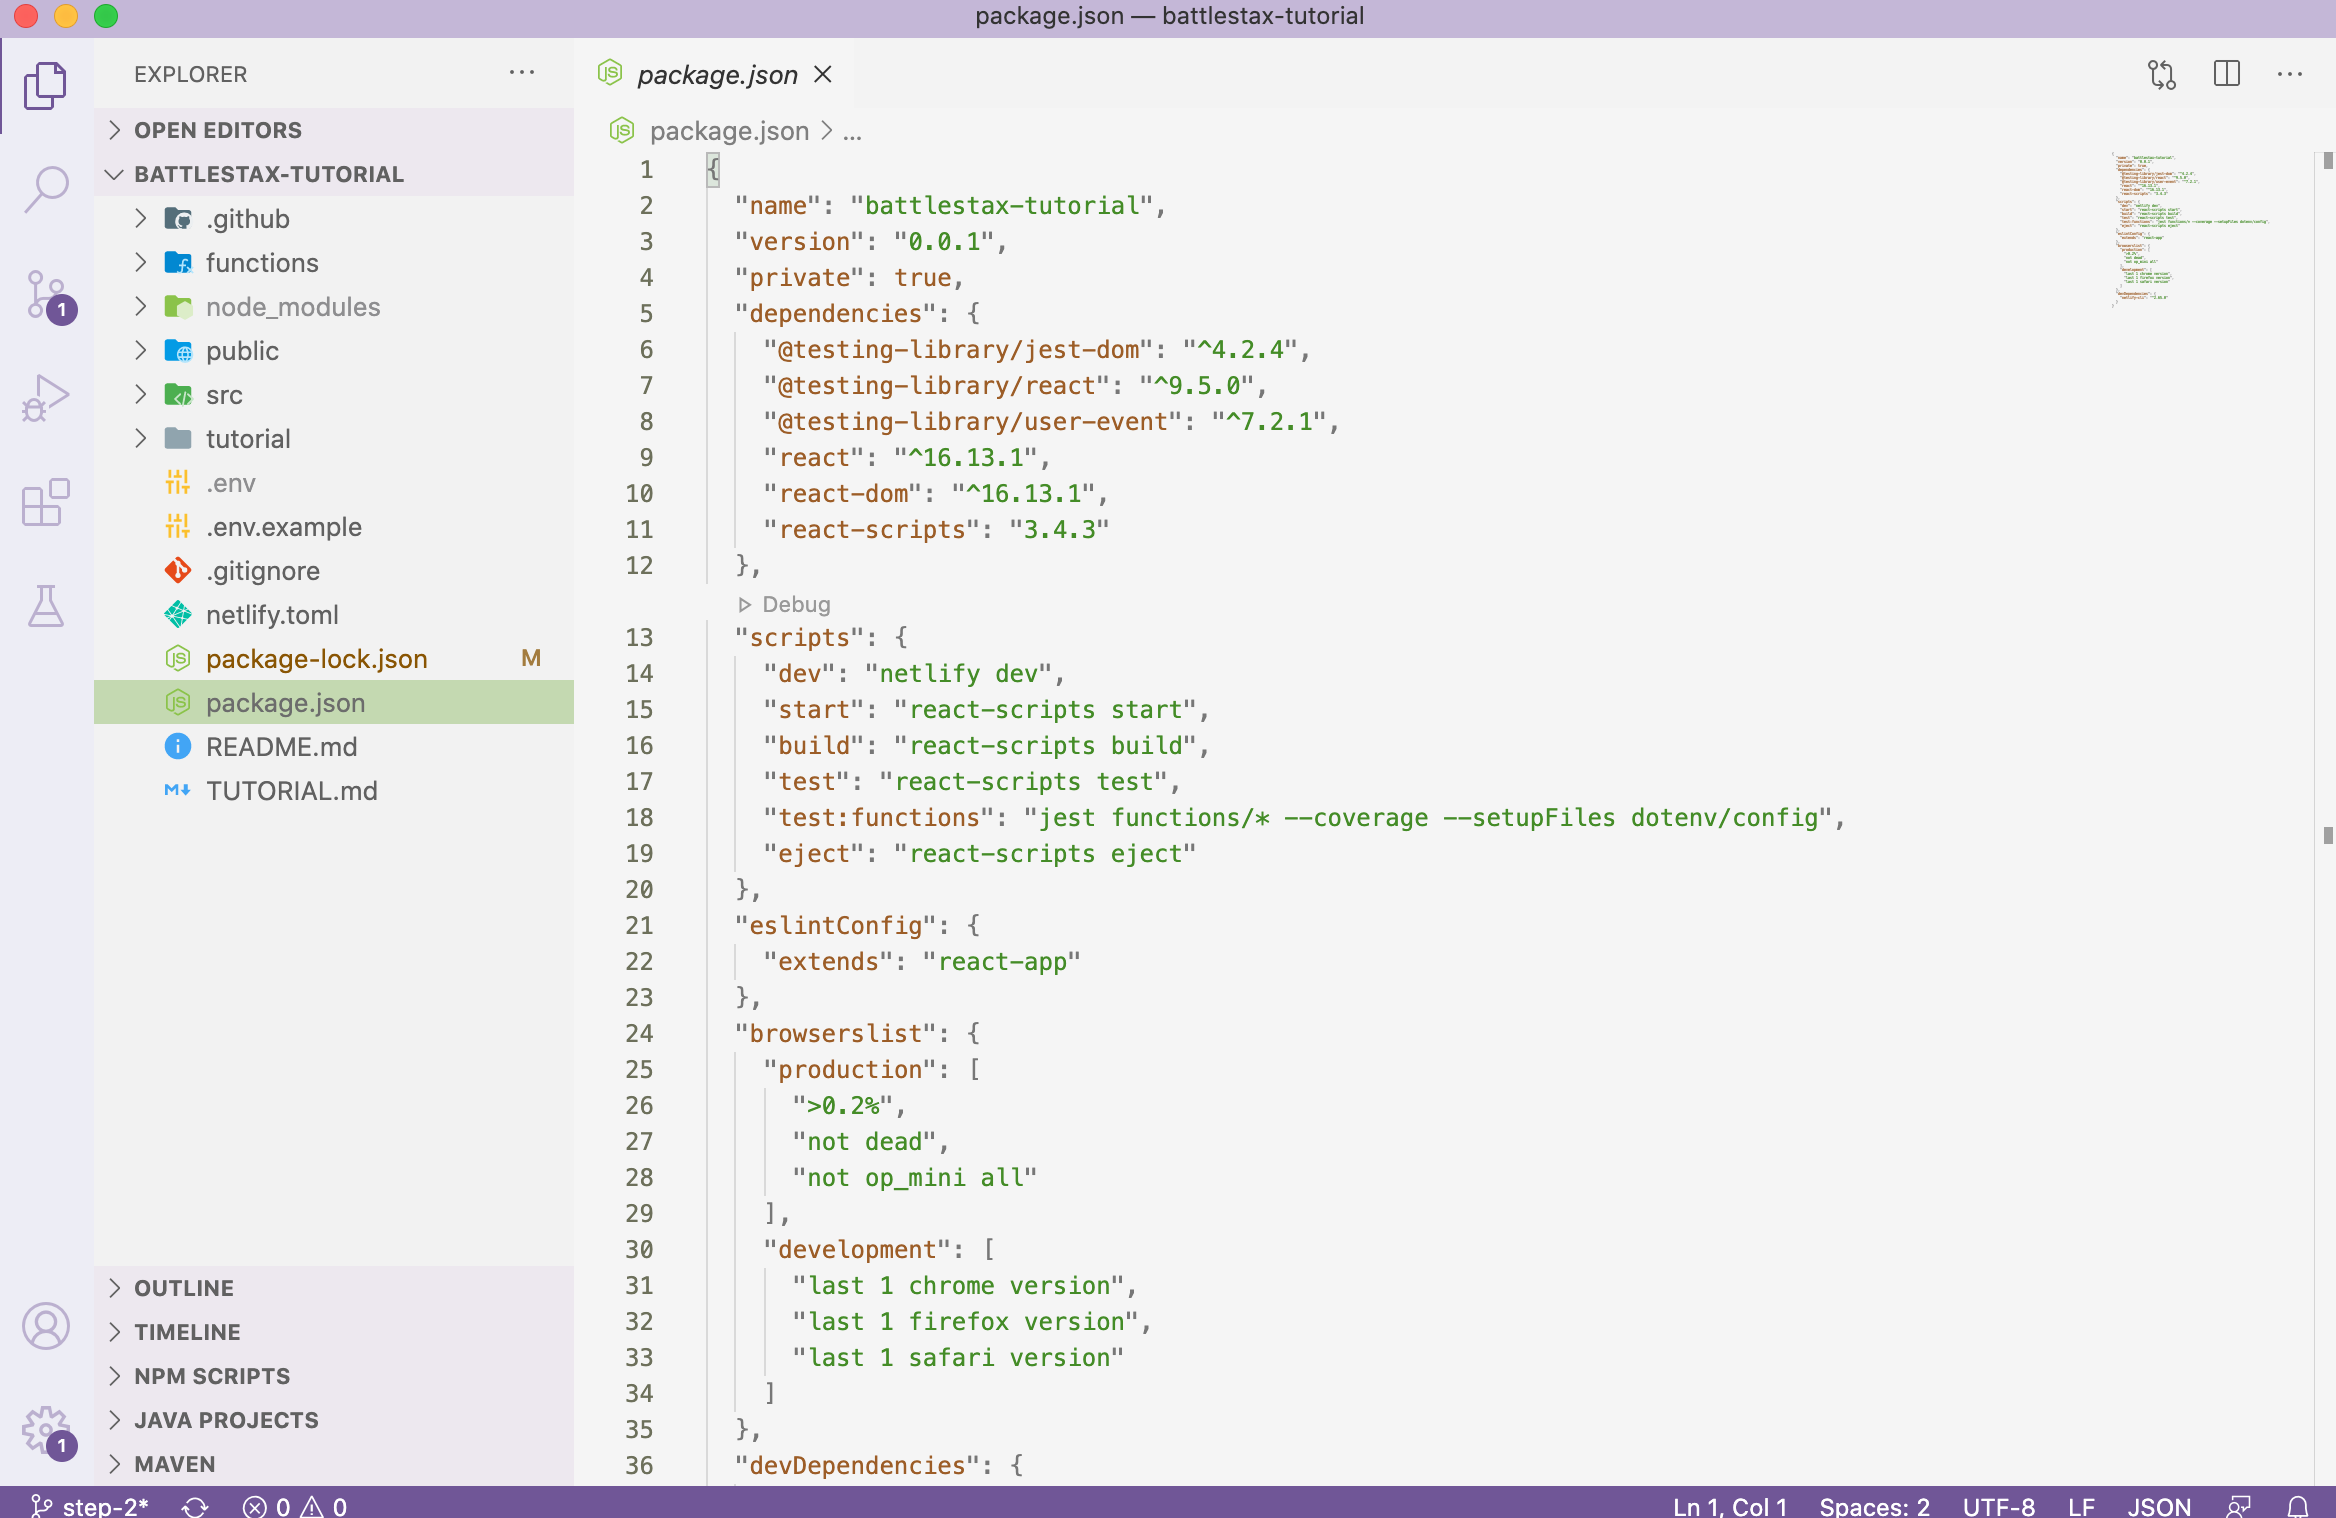 package.json — battlestax-tutorial
EXPLORER
OPEN EDITORS
BATTLESTAX-TUTORIAL
.github
functions
node_modules
public
src
tutorial
.env
.env.example
.gitignore
netlify.toml
package-lock.json M
package.json
README.md
TUTORIAL.md
OUTLINE
TIMELINE
NPM SCRIPTS
JAVA PROJECTS
MAVEN
1
1
package.json
package.json > ...
1 {
2 "name": "battlestax-tutorial",
3 "version": "0.0.1",
4 "private": true,
5 "dependencies": {
6 "@testing-library/jest-dom": "^4.2.4",
7 "@testing-library/react": "^9.5.0",
8 "@testing-library/user-event": "^7.2.1",
9 "react": "^16.13.1",
10 "react-dom": "^16.13.1",
11 "react-scripts": "3.4.3"
12 },
Debug
13 "scripts": {
14 "dev": "netlify dev",
15 "start": "react-scripts start",
16 "build": "react-scripts build",
17 "test": "react-scripts test",
18 "test:functions": "jest functions/* --coverage --setupFiles dotenv/config",
19 "eject": "react-scripts eject"
20 },
21 "eslintConfig": {
22 "extends": "react-app"
23 },
24 "browserslist": {
25 "production": [
26 ">0.2%",
27 "not dead",
28 "not op_mini all"
29 ],
30 "development": [
31 "last 1 chrome version",
32 "last 1 firefox version",
33 "last 1 safari version"
34 ]
35 },
36 "devDependencies": {
step-2* 0 0 Ln 1, Col 1 Spaces: 2 UTF-8 LF JSON